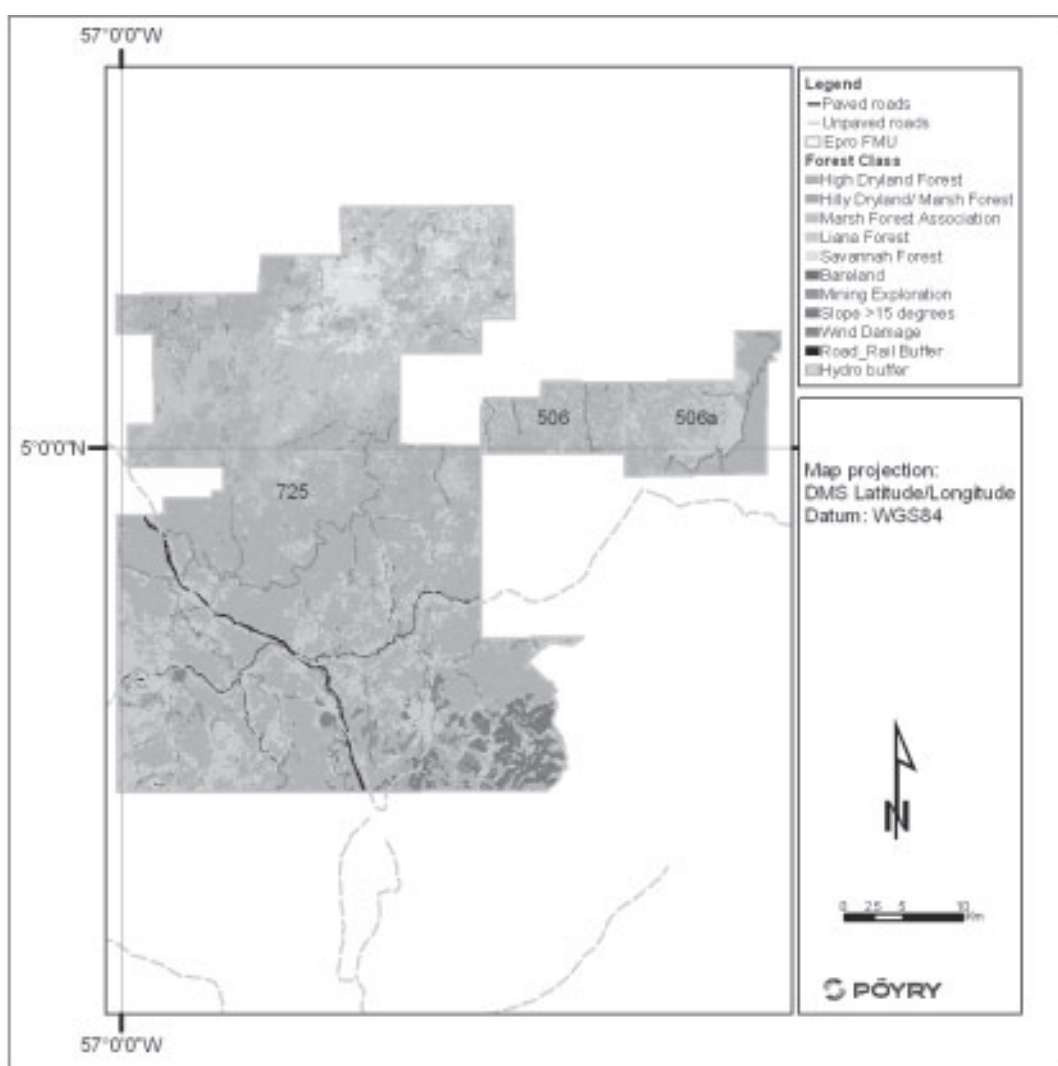 57°0'0"W
Legend
Paved roads
Unpaved roads
Epro FMU
Forest Class
High Dryland Forest
Hilly Dryland/ Marsh Forest
Marsh Forest Association
Liana Forest
Savannah Forest
Bareland
Mining Exploration
Slope >15 degrees
Wind Damage
Road_Rail Buffer
Hydro buffer
506
506a
5°0'0"N
725
Map projection:
DMS Latitude/Longitude
Datum: WGS84
N
0 2.5 5 10
Km
PÖYRY
57°0'0"W